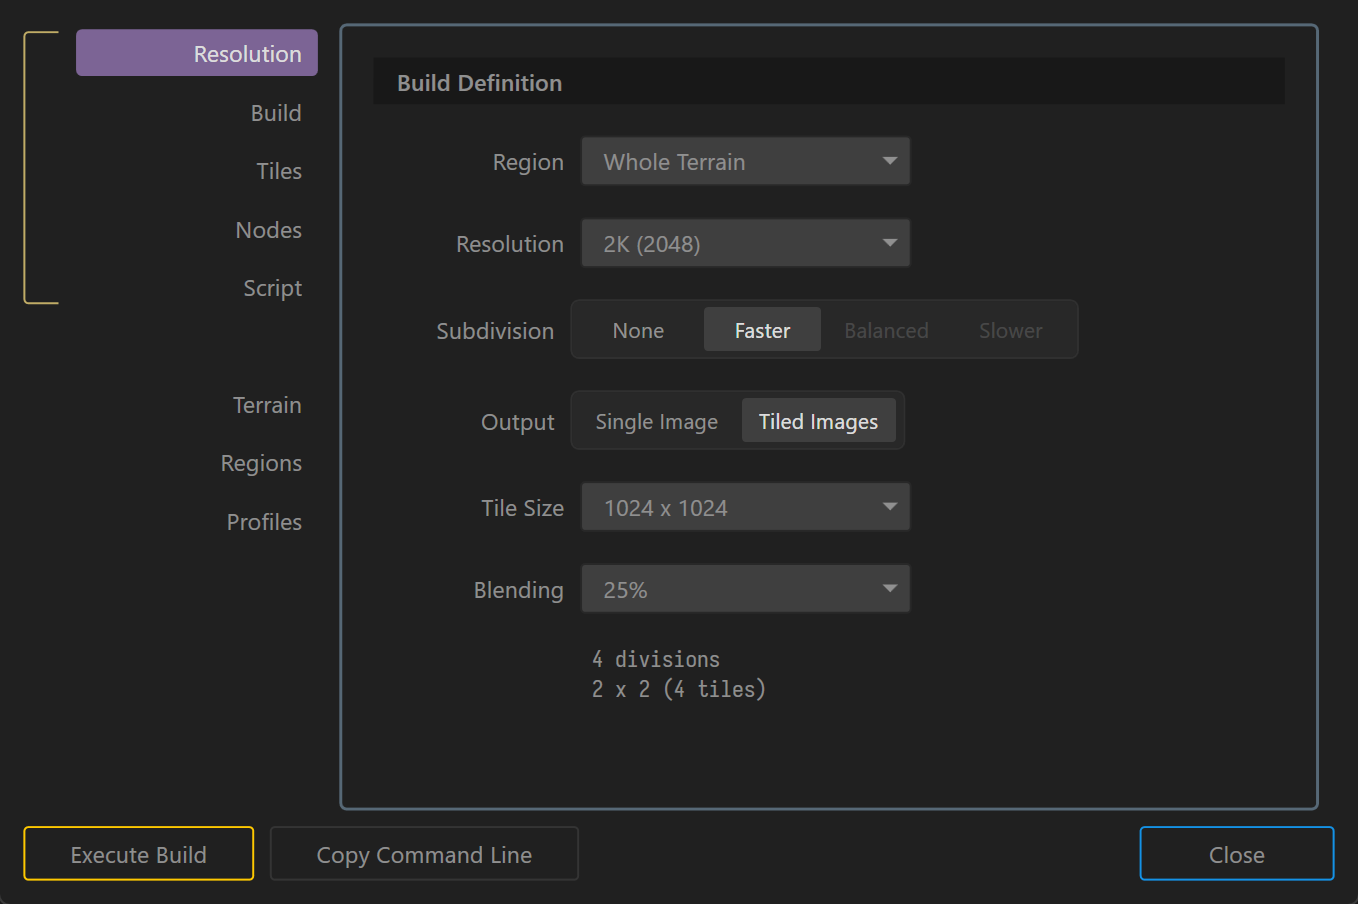 Resolution
Build
Tiles
Nodes
Script
Terrain
Regions
Profiles
Build Definition
Region Whole Terrain
Resolution 2K (2048)
Subdivision None Faster Balanced Slower
Output Single Image Tiled Images
Tile Size 1024 x 1024
Blending 25%
4 divisions
2 x 2 (4 tiles)
Execute Build Copy Command Line Close